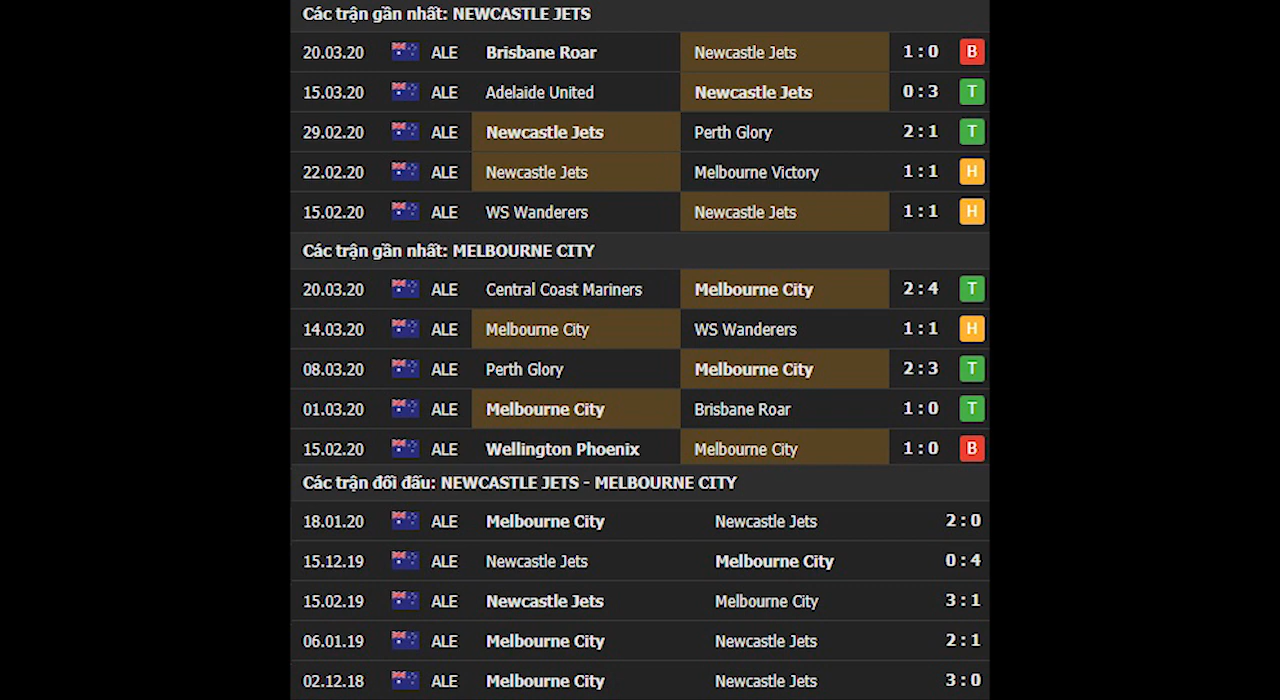 Các trận gần nhất: NEWCASTLE JETS
20.03.20 ALE Brisbane Roar Newcastle Jets 1 : 0 B
15.03.20 ALE Adelaide United Newcastle Jets 0 : 3 T
29.02.20 ALE Newcastle Jets Perth Glory 2 : 1 T
22.02.20 ALE Newcastle Jets Melbourne Victory 1 : 1 H
15.02.20 ALE WS Wanderers Newcastle Jets 1 : 1 H
Các trận gần nhất: MELBOURNE CITY
20.03.20 ALE Central Coast Mariners Melbourne City 2 : 4 T
14.03.20 ALE Melbourne City WS Wanderers 1 : 1 H
08.03.20 ALE Perth Glory Melbourne City 2 : 3 T
01.03.20 ALE Melbourne City Brisbane Roar 1 : 0 T
15.02.20 ALE Wellington Phoenix Melbourne City 1 : 0 B
Các trận đối đấu: NEWCASTLE JETS - MELBOURNE CITY
18.01.20 ALE Melbourne City Newcastle Jets 2 : 0
15.12.19 ALE Newcastle Jets Melbourne City 0 : 4
15.02.19 ALE Newcastle Jets Melbourne City 3 : 1
06.01.19 ALE Melbourne City Newcastle Jets 2 : 1
02.12.18 ALE Melbourne City Newcastle Jets 3 : 0